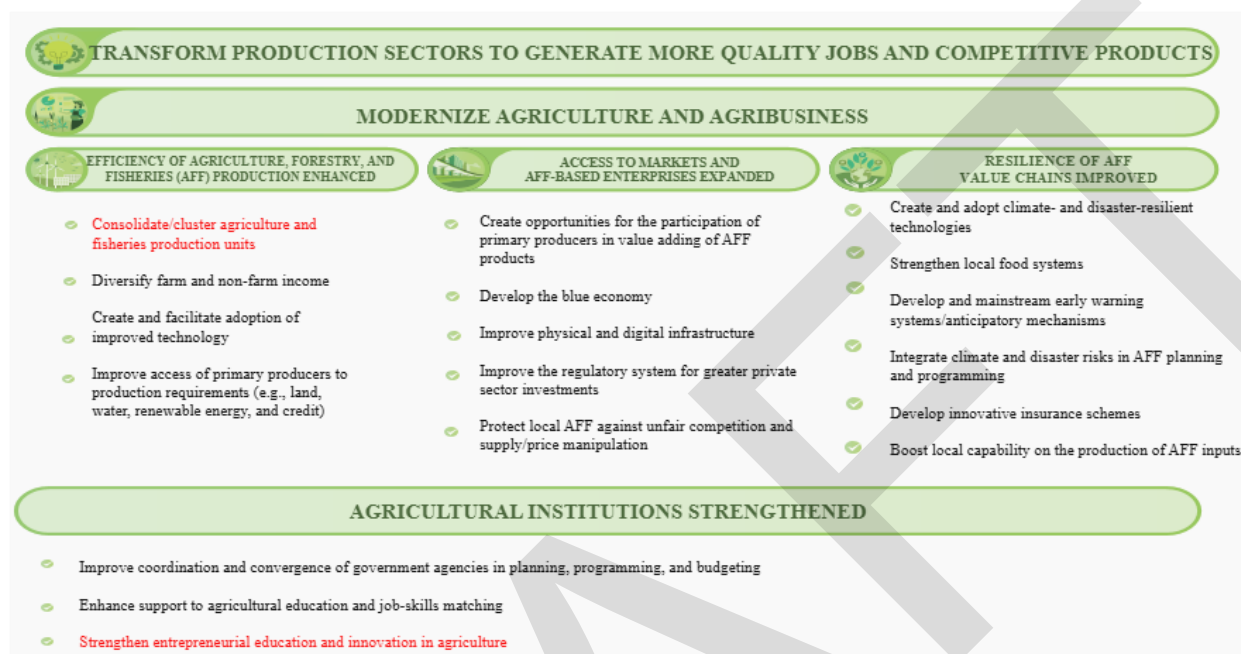 TRANSFORM PRODUCTION SECTORS TO GENERATE MORE QUALITY JOBS AND COMPETITIVE PRODUCTS
MODERNIZE AGRICULTURE AND AGRIBUSINESS
EFFICIENCY OF AGRICULTURE, FORESTRY, AND
FISHERIES (AFF) PRODUCTION ENHANCED
Consolidate/cluster agriculture and
fisheries production units
Diversify farm and non-farm income
Create and facilitate adoption of
improved technology
Improve access of primary producers to
production requirements (e.g., land,
water, renewable energy, and credit)
ACCESS TO MARKETS AND
AFF-BASED ENTERPRISES EXPANDED
Create opportunities for the participation of
primary producers in value adding of AFF
products
Develop the blue economy
Improve physical and digital infrastructure
Improve the regulatory system for greater private
sector investments
Protect local AFF against unfair competition and
supply/price manipulation
RESILIENCE OF AFF
VALUE CHAINS IMPROVED
Create and adopt climate- and disaster-resilient
technologies
Strengthen local food systems
Develop and mainstream early warning
systems/anticipatory mechanisms
Integrate climate and disaster risks in AFF planning
and programming
Develop innovative insurance schemes
Boost local capability on the production of AFF inputs
AGRICULTURAL INSTITUTIONS STRENGTHENED
Improve coordination and convergence of government agencies in planning, programming, and budgeting
Enhance support to agricultural education and job-skills matching
Strengthen entrepreneurial education and innovation in agriculture